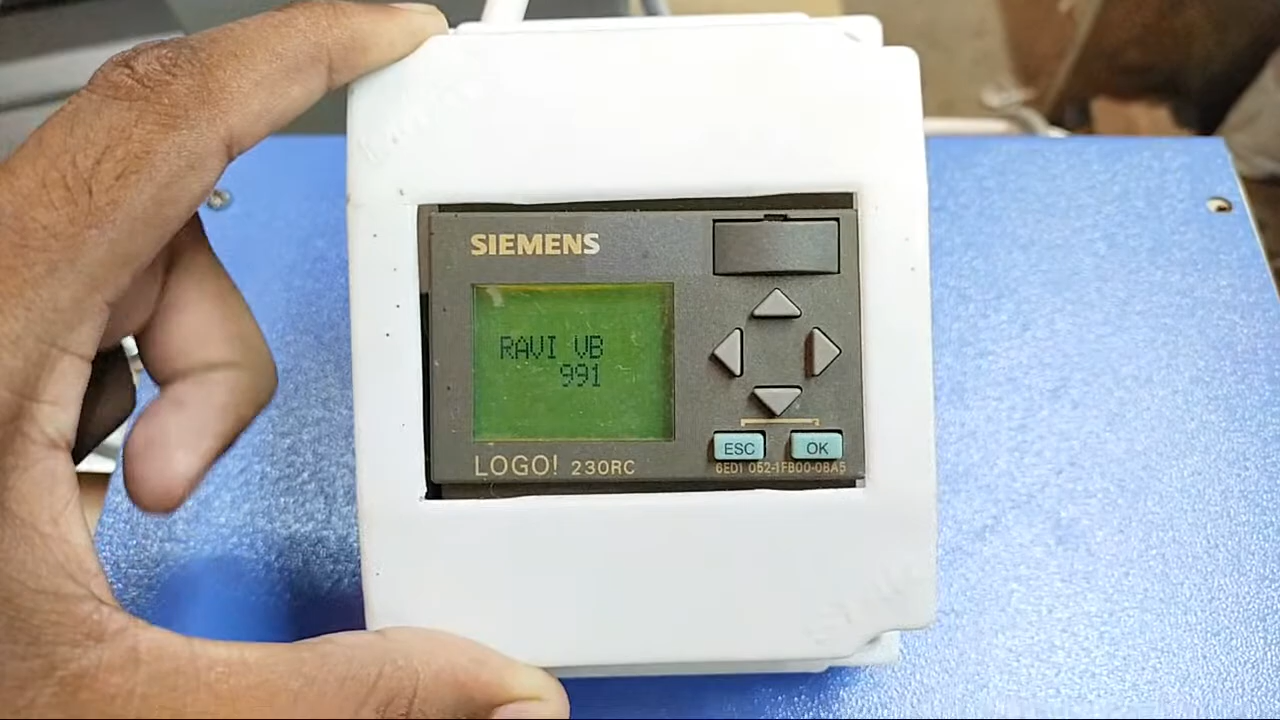 SIEMENS
RAVI VB
991
ESC
OK
LOGO! 230RC
6ED1 052-1FB00-0BA5